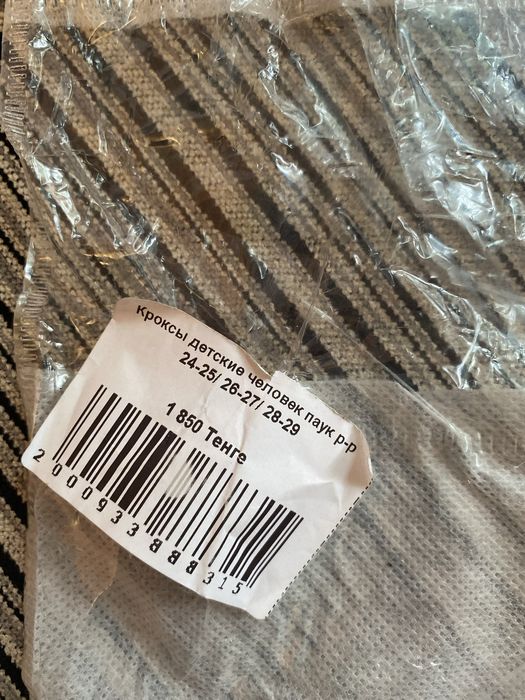 Кроксы детские человек паук р-р
24-25/ 26-27/ 28-29
1 850 Тенге
2000933888315